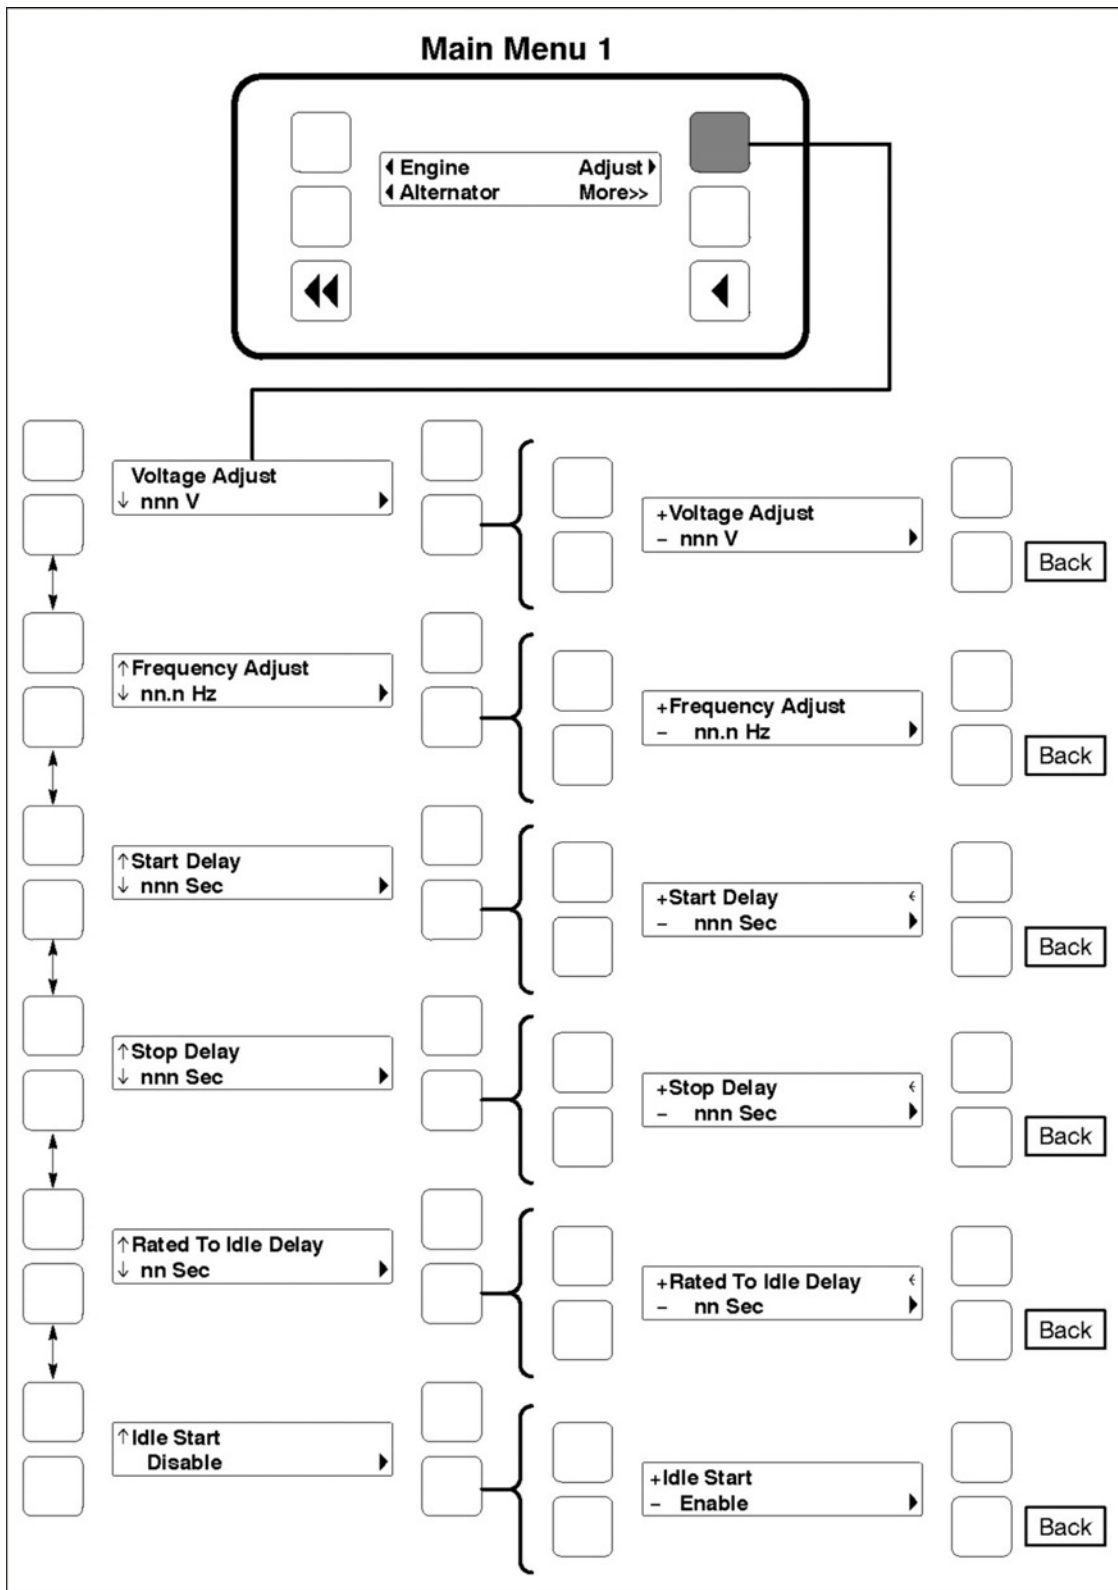 Main Menu 1
◀ Engine Adjust ▶
◀ Alternator More>>
Voltage Adjust
↓ nnn V ▶
+Voltage Adjust
– nnn V ▶
Back
↑Frequency Adjust
↓ nn.n Hz ▶
+Frequency Adjust
– nn.n Hz ▶
Back
↑Start Delay
↓ nnn Sec ▶
+Start Delay ←
– nnn Sec ▶
Back
↑Stop Delay
↓ nnn Sec ▶
+Stop Delay ←
– nnn Sec ▶
Back
↑Rated To Idle Delay
↓ nn Sec ▶
+Rated To Idle Delay ←
– nn Sec ▶
Back
↑Idle Start
Disable ▶
+Idle Start
– Enable ▶
Back